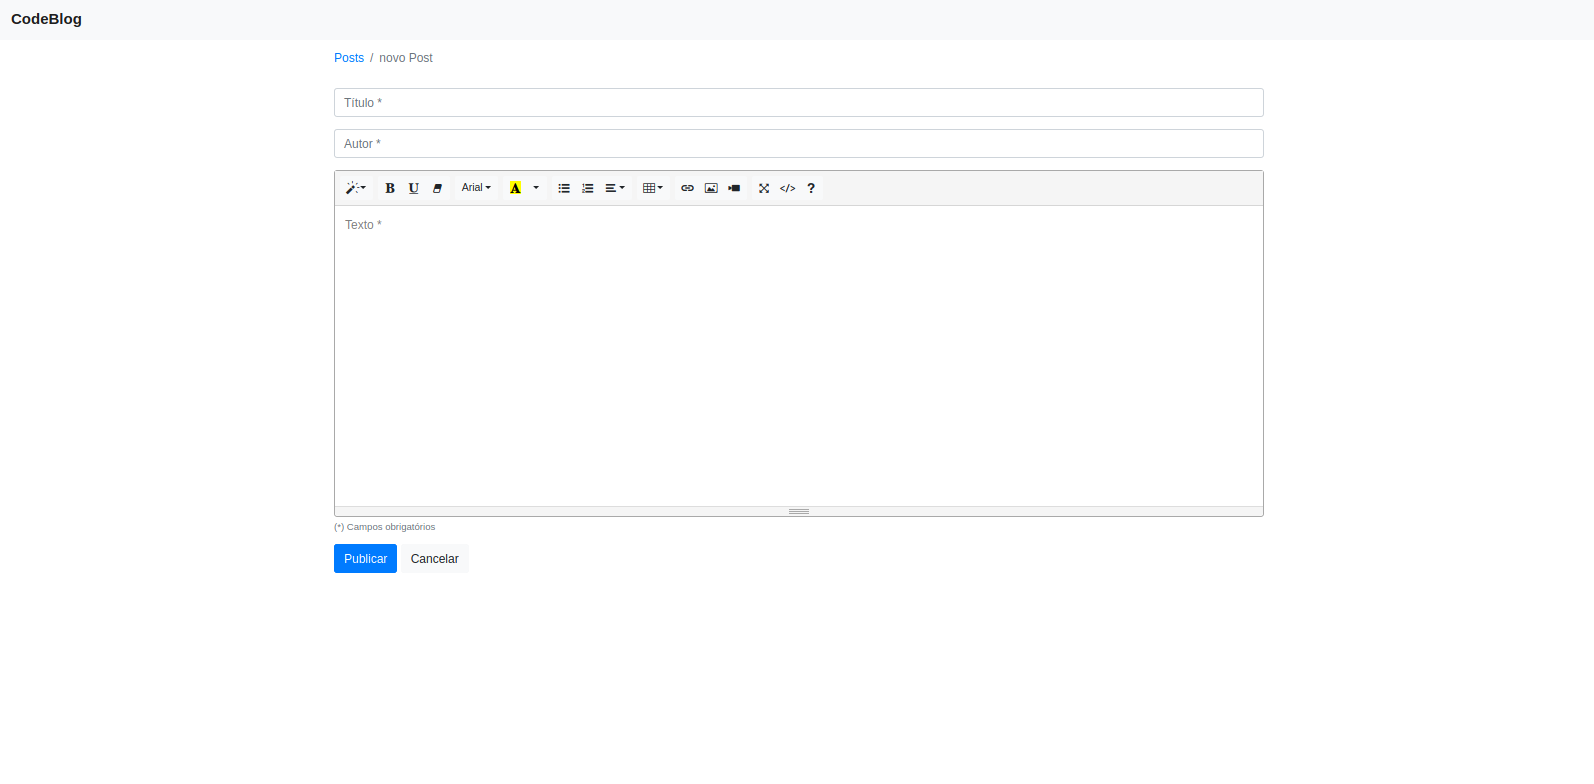 CodeBlog
Posts / novo Post
Título *
Autor *
B U Arial A </> ?
Texto *
(*) Campos obrigatórios
Publicar Cancelar